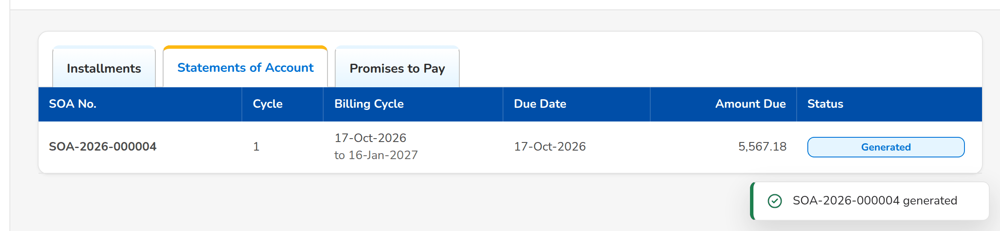 Installments
Statements of Account
Promises to Pay
SOA No.
Cycle
Billing Cycle
Due Date
Amount Due
Status
SOA-2026-000004
1
17-Oct-2026
to 16-Jan-2027
17-Oct-2026
5,567.18
Generated
SOA-2026-000004 generated